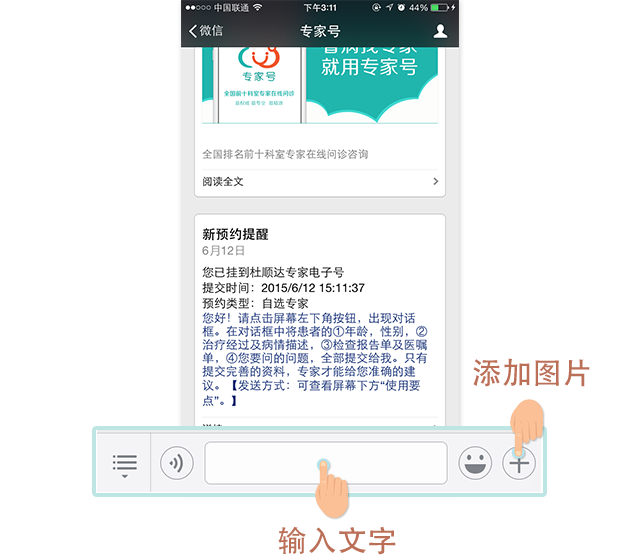 中国联通
下午3:11
44%
微信
专家号
看病找专家
就用专家号
专家号
全国前十科室专家在线问诊
全国排名前十科室专家在线问诊咨询
阅读全文
新预约提醒
6月12日
您已挂到杜顺达专家电子号
提交时间：2015/6/12 15:11:37
预约类型：自选专家
您好！请点击屏幕左下角按钮，出现对话
框。在对话框中将患者的①年龄，性别，②
治疗经过及病情描述，③检查报告单及医嘱
单，④您要问的问题，全部提交给我。只有
提交完善的资料，专家才能给您准确的建
议。【发送方式：可查看屏幕下方“使用要
点”。】
添加图片
输入文字